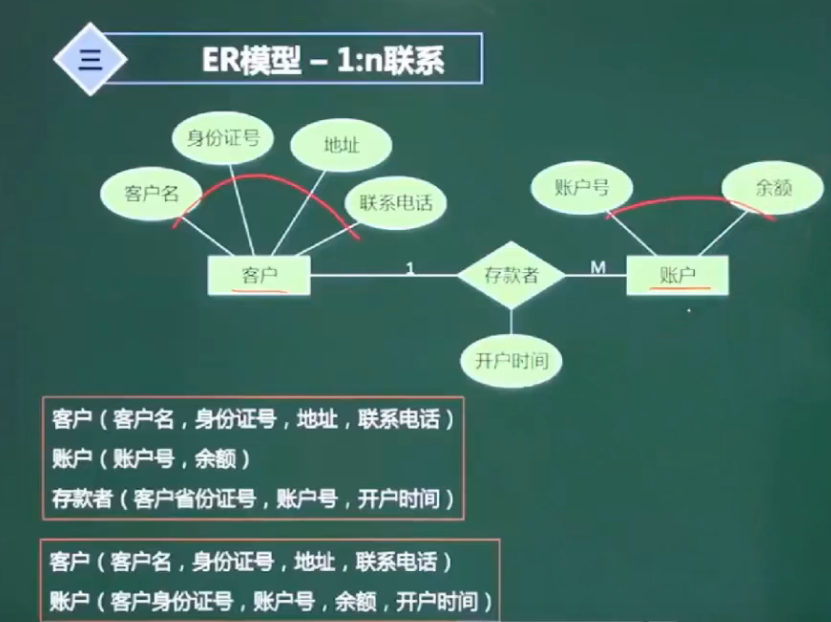 三
ER模型 – 1:n联系
身份证号
地址
客户名
联系电话
账户号
余额
客户
1
存款者
M
账户
开户时间
客户（客户名，身份证号，地址，联系电话）
账户（账户号，余额）
存款者（客户省份证号，账户号，开户时间）
客户（客户名，身份证号，地址，联系电话）
账户（客户身份证号，账户号，余额，开户时间）